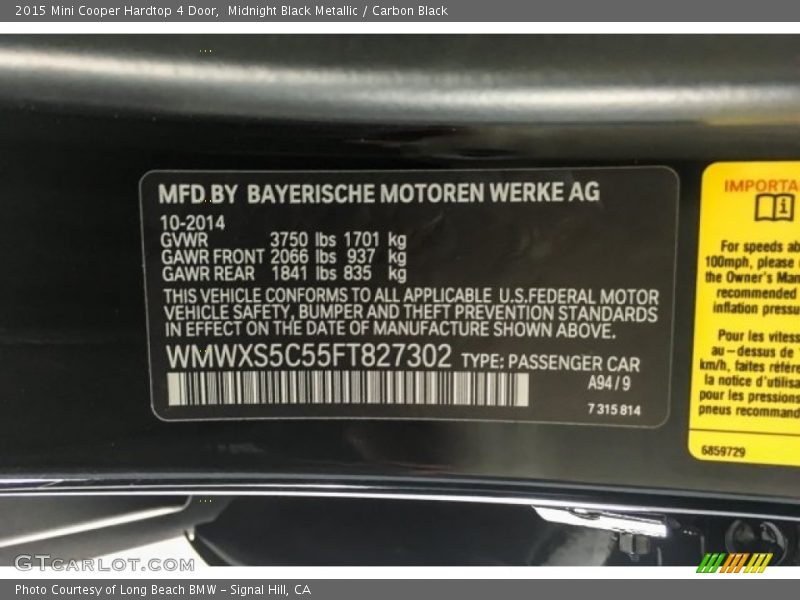 2015 Mini Cooper Hardtop 4 Door,  Midnight Black Metallic / Carbon Black
MFD.BY BAYERISCHE MOTOREN WERKE AG
10-2014
GVWR 3750 lbs 1701 kg
GAWR FRONT 2066 lbs 937 kg
GAWR REAR 1841 lbs 835 kg
THIS VEHICLE CONFORMS TO ALL APPLICABLE U.S.FEDERAL MOTOR
VEHICLE SAFETY, BUMPER AND THEFT PREVENTION STANDARDS
IN EFFECT ON THE DATE OF MANUFACTURE SHOWN ABOVE.
WMWXS5C55FT827302 TYPE: PASSENGER CAR
A94 / 9
7 315 814
IMPORTA
i
For speeds ab
100mph, please
the Owner's Man
recommended
inflation pressu
Pour les vitess
au-dessus de
km/h, faites référe
la notice d'utilisa
pour les pressions
pneus recommand
6859729
GTCARLOT.COM
Photo Courtesy of Long Beach BMW - Signal Hill, CA